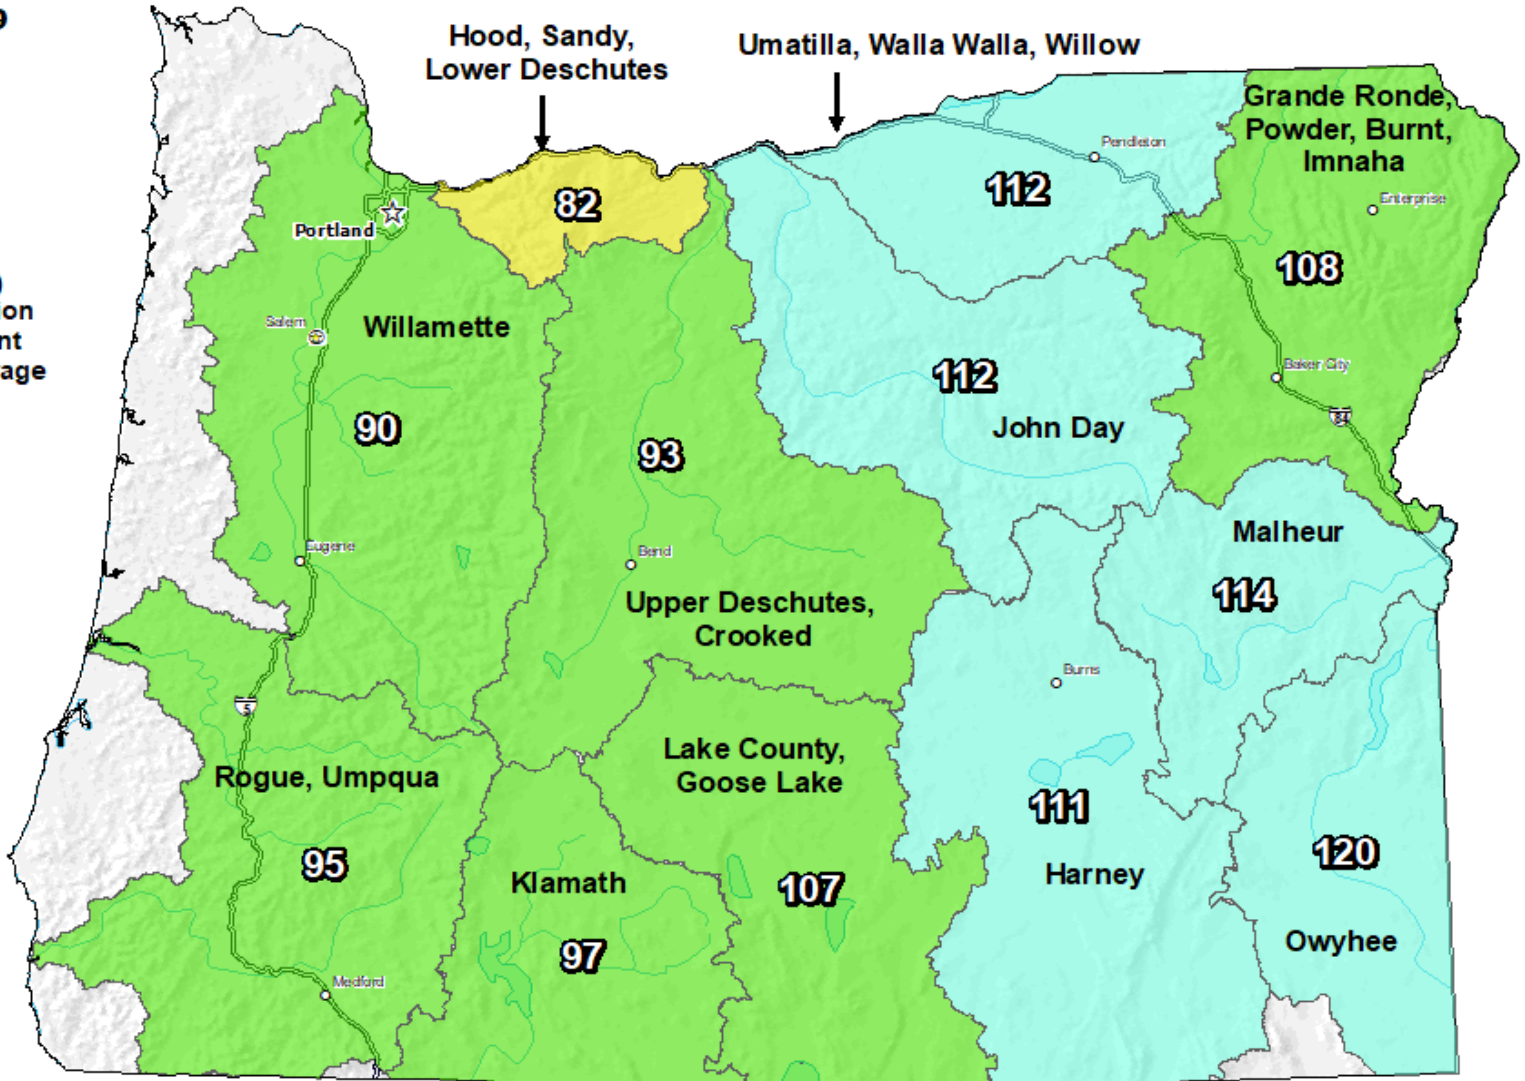 Hood, Sandy,
Lower Deschutes
Umatilla, Walla Walla, Willow
Grande Ronde,
Powder, Burnt,
Imnaha
Pendleton
112
82
Enterprise
Portland
108
Salem
Willamette
Baker City
84
112
John Day
90
93
Malheur
Eugene
Bend
114
Upper Deschutes,
Crooked
Burns
5
Lake County,
Goose Lake
Rogue, Umpqua
111
120
95
Klamath
107
Harney
97
Owyhee
Medford